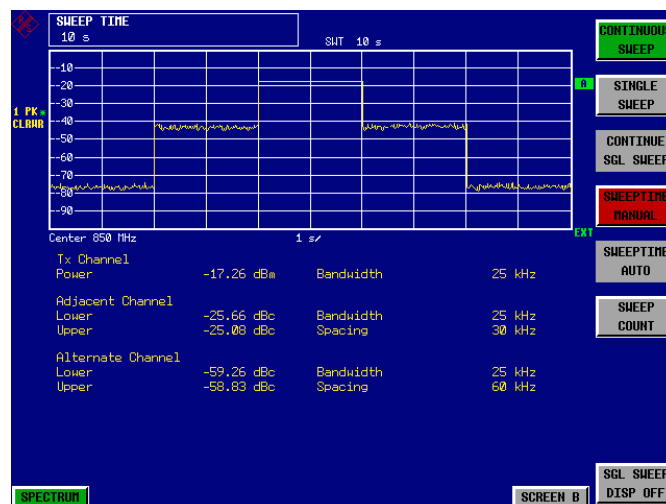 SWEEP TIME
10 s
SWT 10 s
-10
-20
-30
-40
-50
-60
-70
-80
-90
1 PK
CLRWR
A
EXT
Center 850 MHz 1 s/
Tx Channel
Power -17.26 dBm Bandwidth 25 kHz
Adjacent Channel
Lower -25.66 dBc Bandwidth 25 kHz
Upper -25.08 dBc Spacing 30 kHz
Alternate Channel
Lower -59.26 dBc Bandwidth 25 kHz
Upper -58.83 dBc Spacing 60 kHz
CONTINUOUS
SWEEP
SINGLE
SWEEP
CONTINUE
SGL SWEEP
SWEEPTIME
MANUAL
SWEEPTIME
AUTO
SWEEP
COUNT
SGL SWEEP
DISP OFF
SPECTRUM
SCREEN B